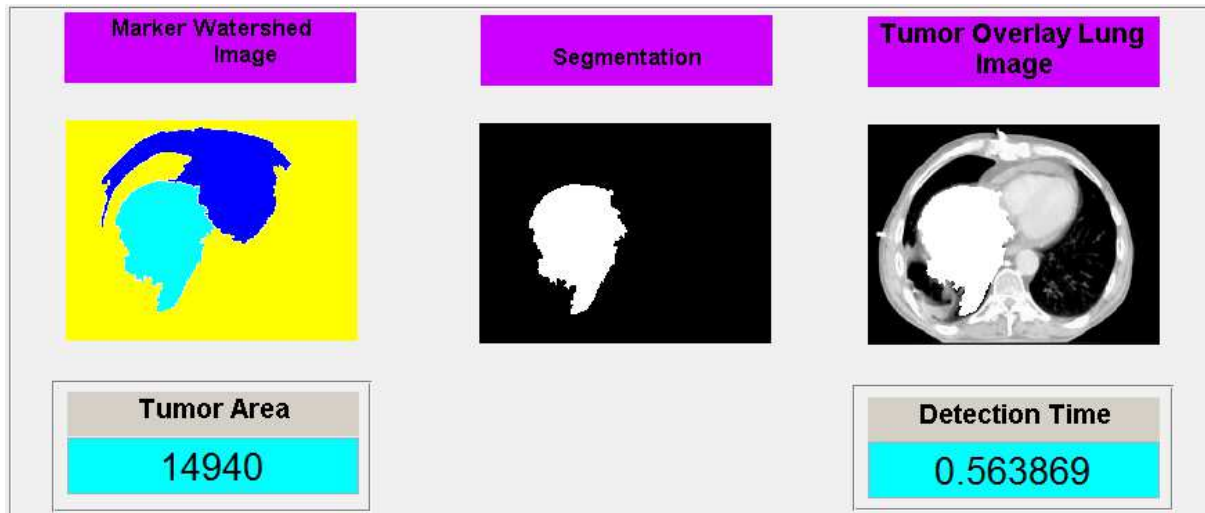 Marker Watershed
Image
Segmentation
Tumor Overlay Lung
Image
Tumor Area
14940
Detection Time
0.563869